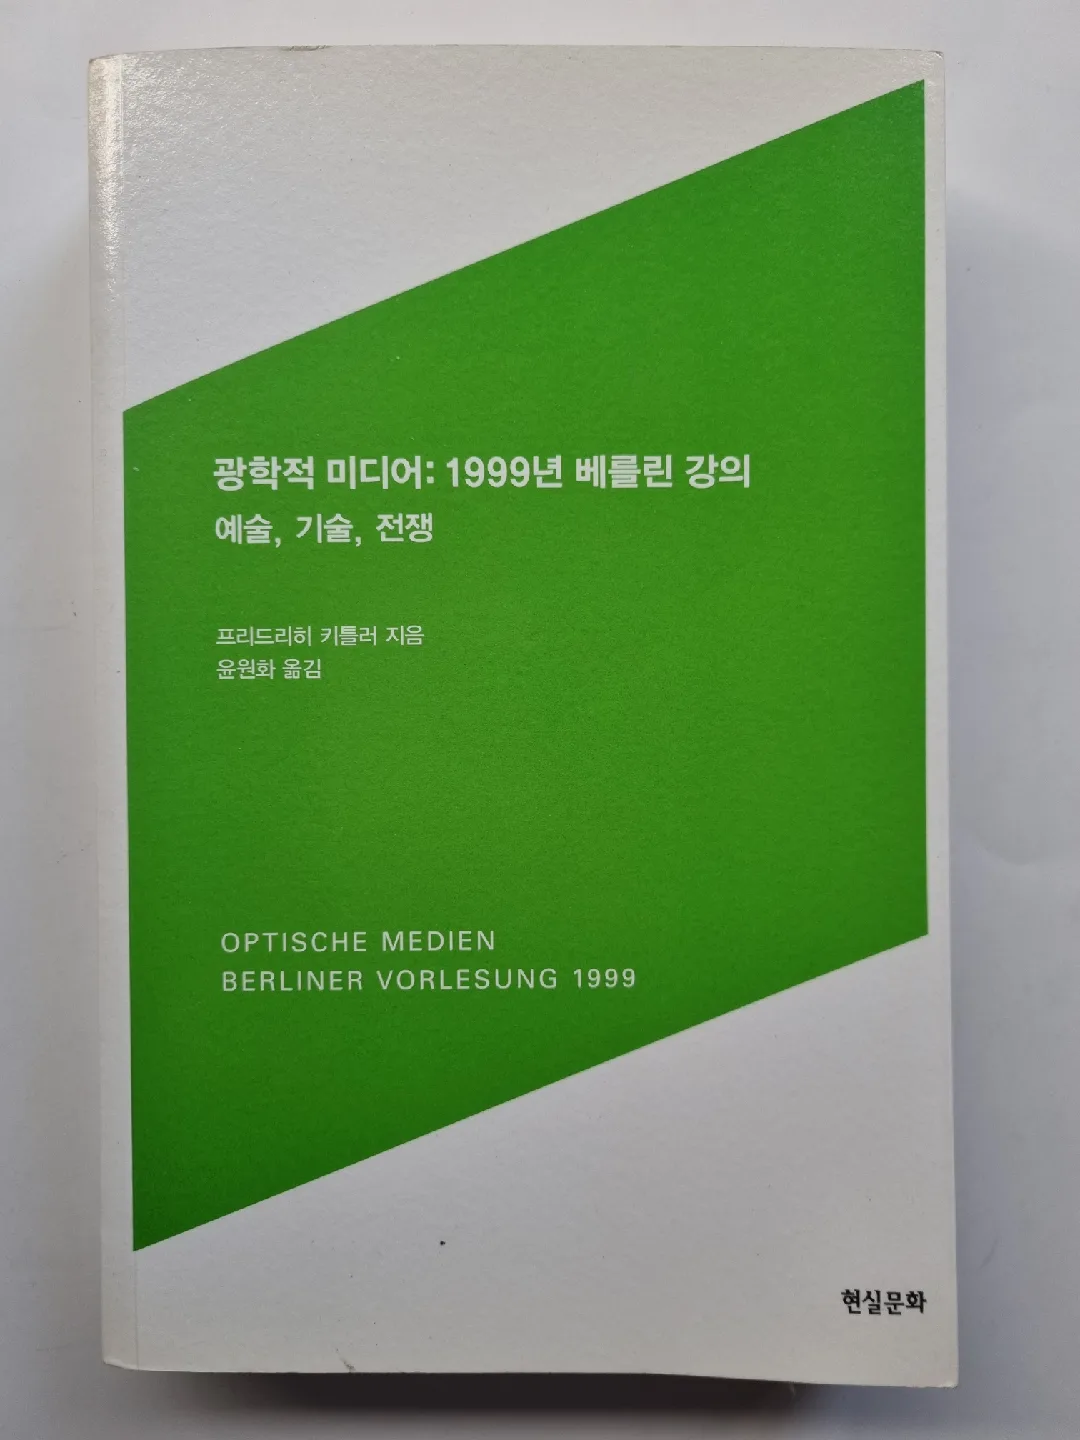 광학적 미디어: 1999년 베를린 강의
예술, 기술, 전쟁
프리드리히 키틀러 지음
윤원화 옮김
OPTISCHE MEDIEN
BERLINER VORLESUNG 1999
현실문화